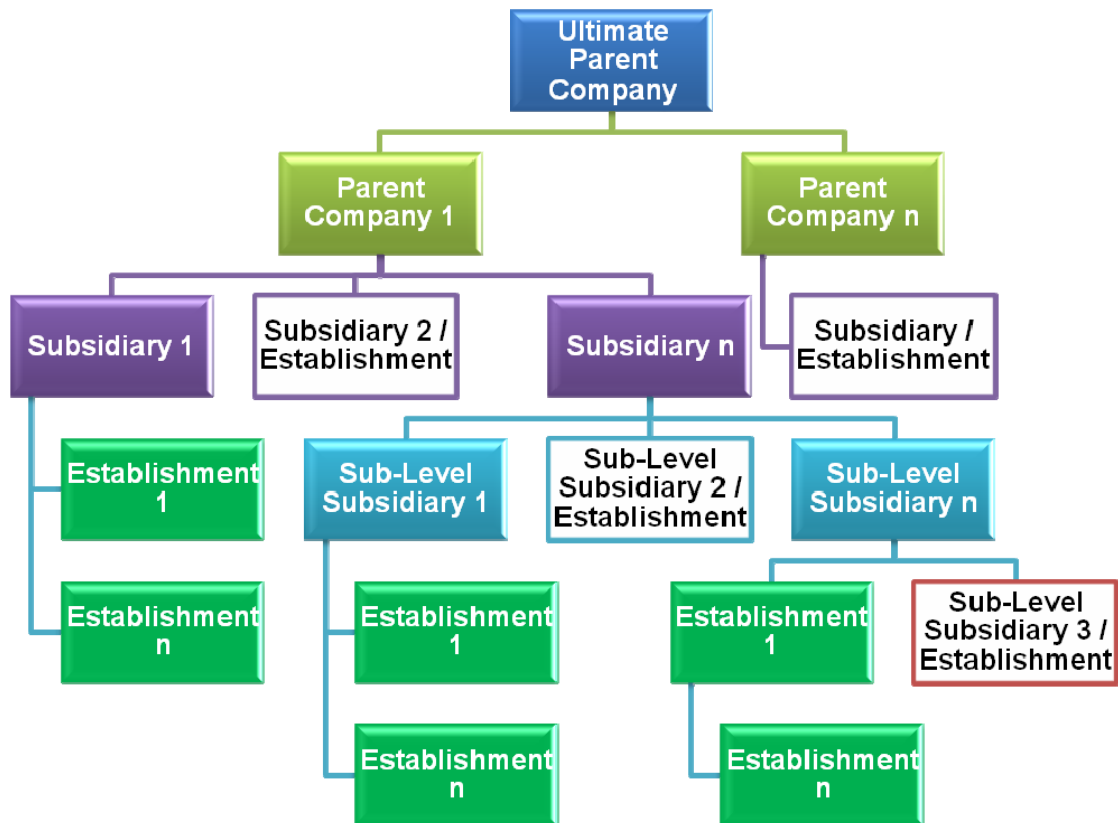 Ultimate
Parent
Company
Parent
Company 1
Parent
Company n
Subsidiary 1
Subsidiary 2 /
Establishment
Subsidiary n
Subsidiary /
Establishment
Establishment
1
Sub-Level
Subsidiary 1
Sub-Level
Subsidiary 2 /
Establishment
Sub-Level
Subsidiary n
Establishment
n
Establishment
1
Establishment
1
Sub-Level
Subsidiary 3 /
Establishment
Establishment
n
Establishment
n